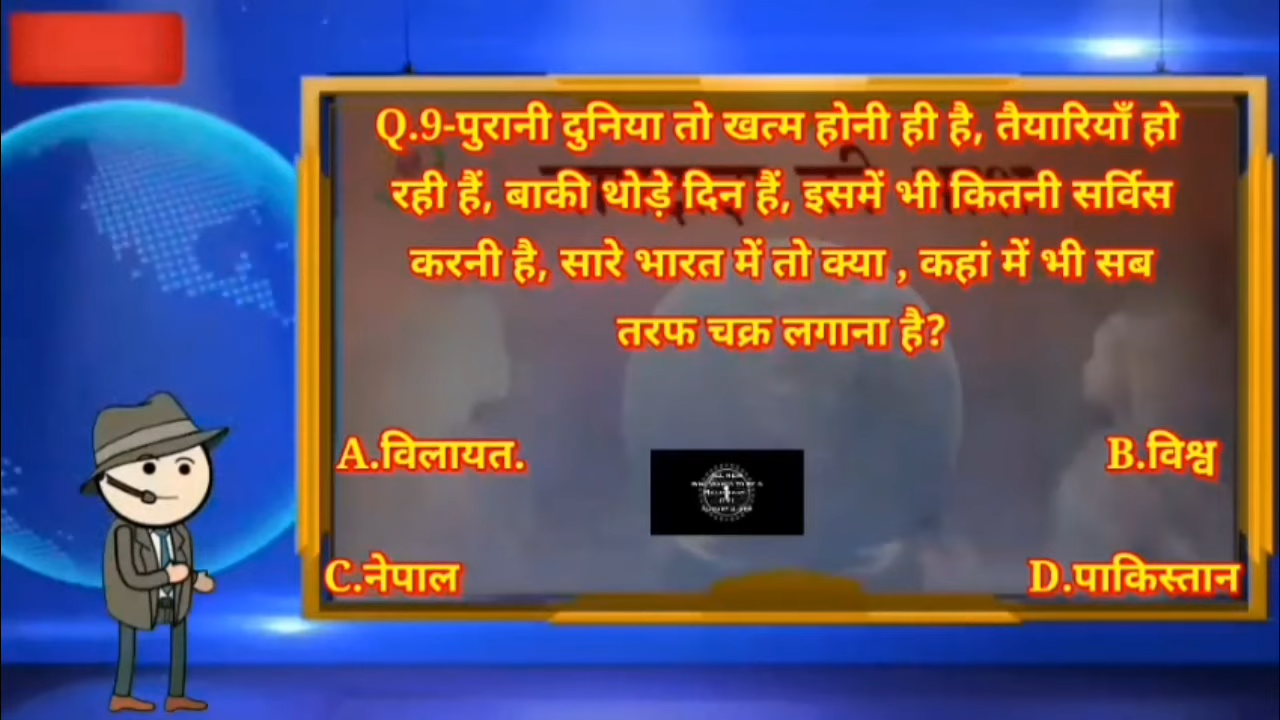 Q.9-पुरानी दुनिया तो खत्म होनी ही है, तैयारियाँ हो
रही हैं, बाकी थोड़े दिन हैं, इसमें भी कितनी सर्विस
करनी है, सारे भारत में तो क्या , कहां में भी सब
तरफ चक्र लगाना है?
A.विलायत.
B.विश्व
C.नेपाल
D.पाकिस्तान